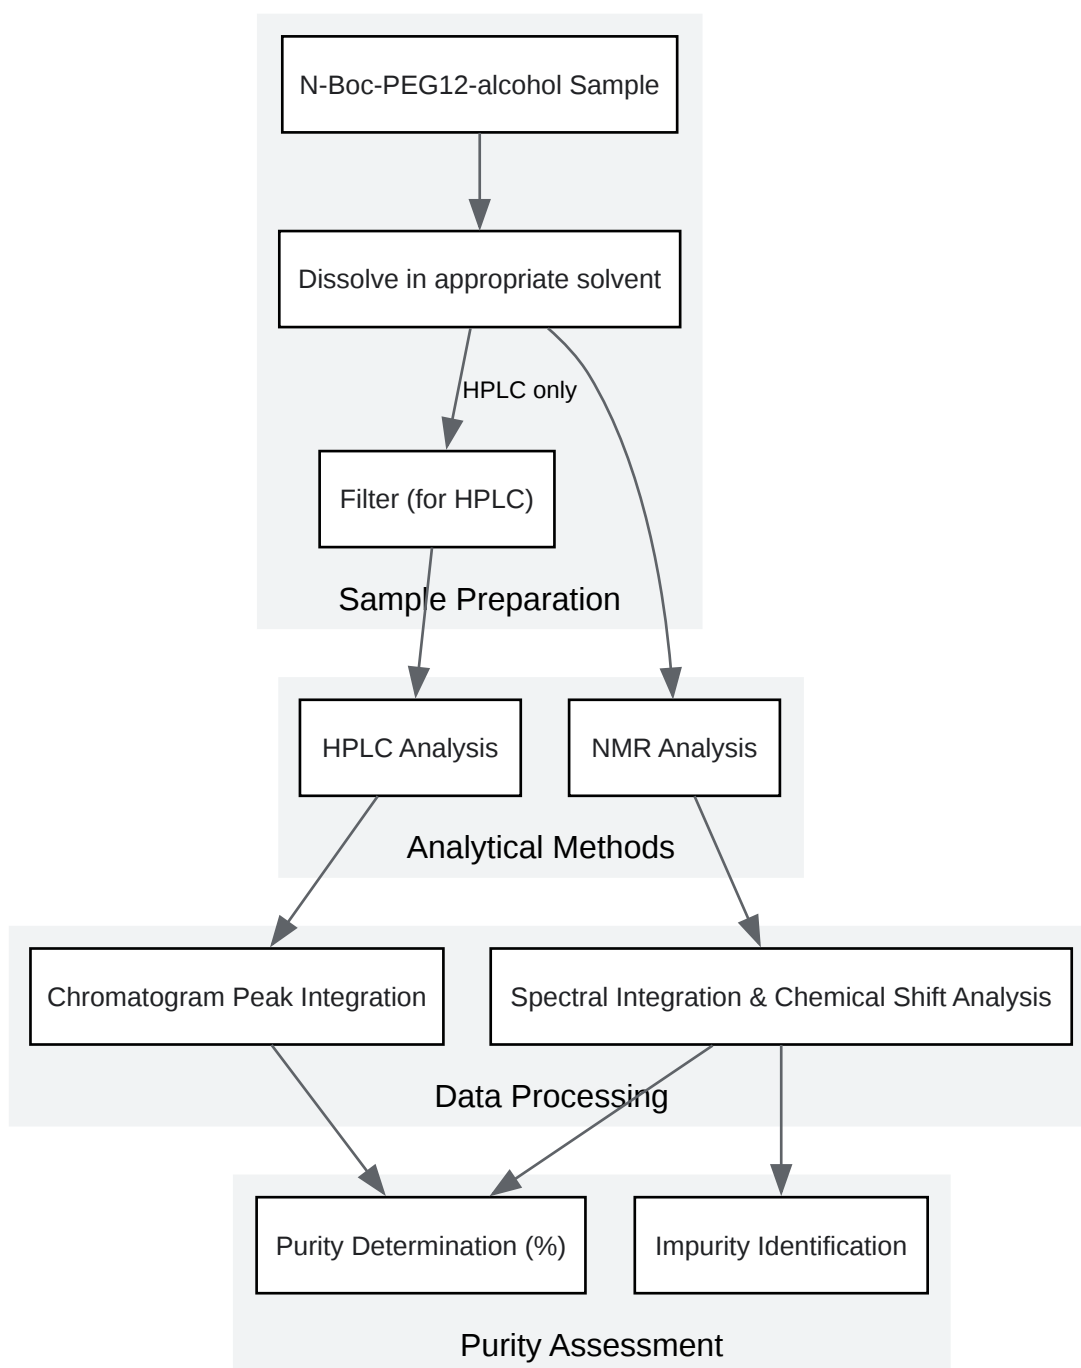 N-Boc-PEG12-alcohol Sample
Dissolve in appropriate solvent
HPLC only
Filter (for HPLC)
Sample Preparation
HPLC Analysis
NMR Analysis
Analytical Methods
Chromatogram Peak Integration
Spectral Integration & Chemical Shift Analysis
Data Processing
Purity Determination (%)
Impurity Identification
Purity Assessment